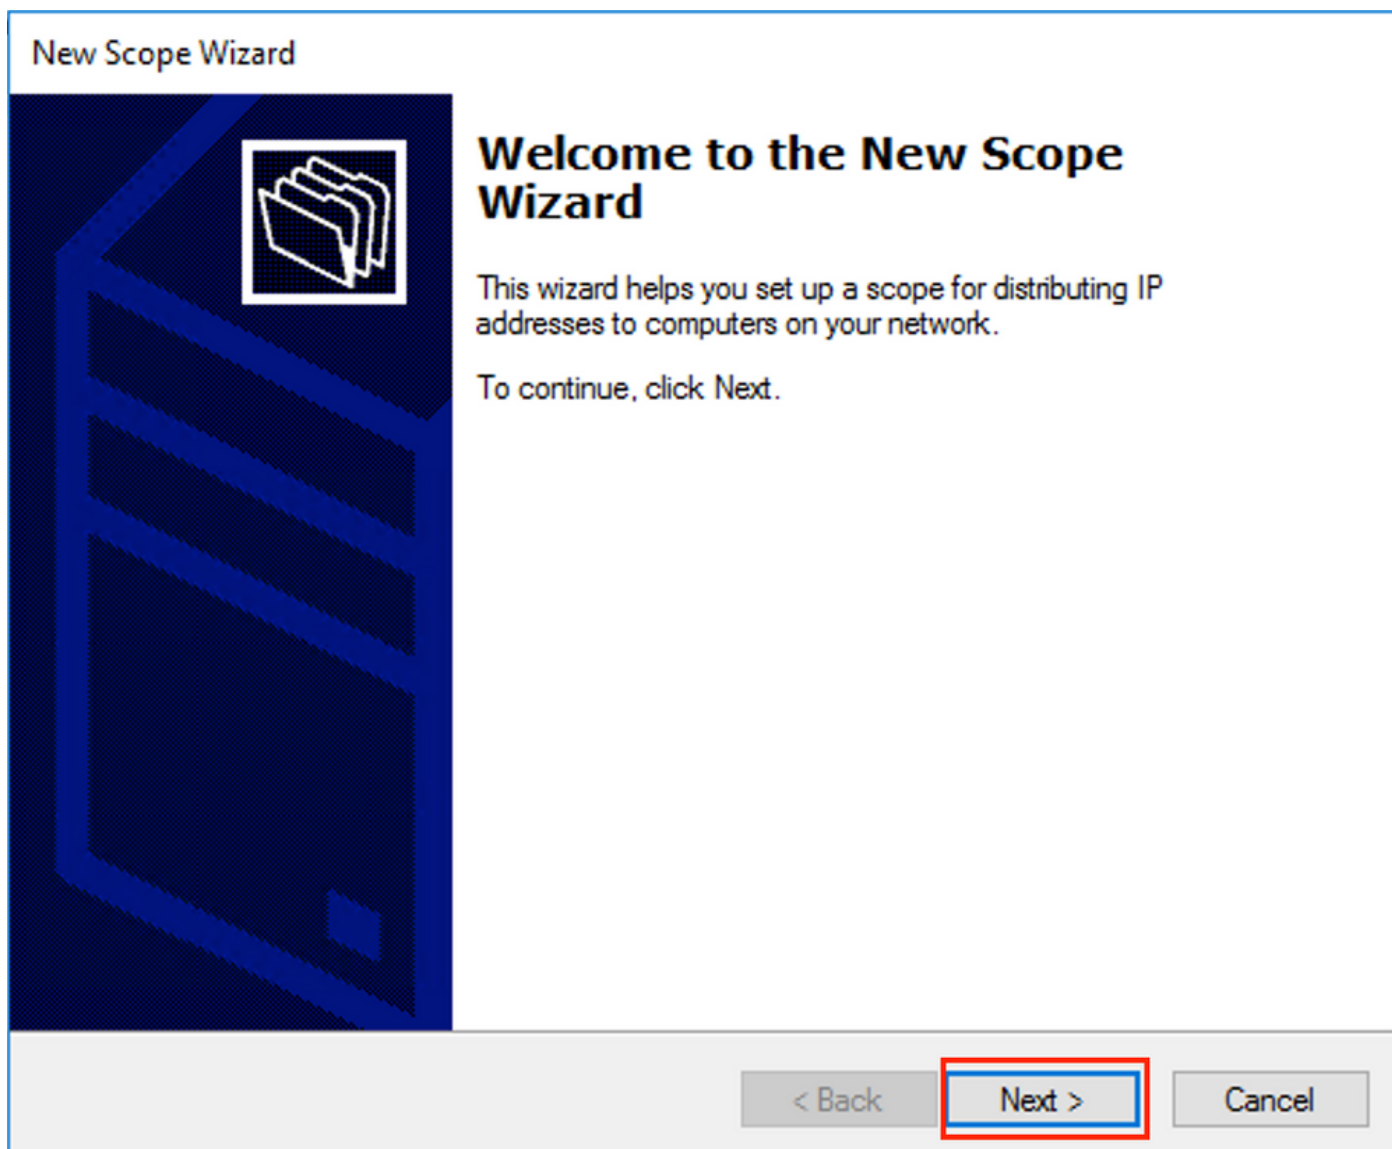 New Scope Wizard
Welcome to the New Scope
Wizard
This wizard helps you set up a scope for distributing IP
addresses to computers on your network.
To continue, click Next.
< Back
Next >
Cancel